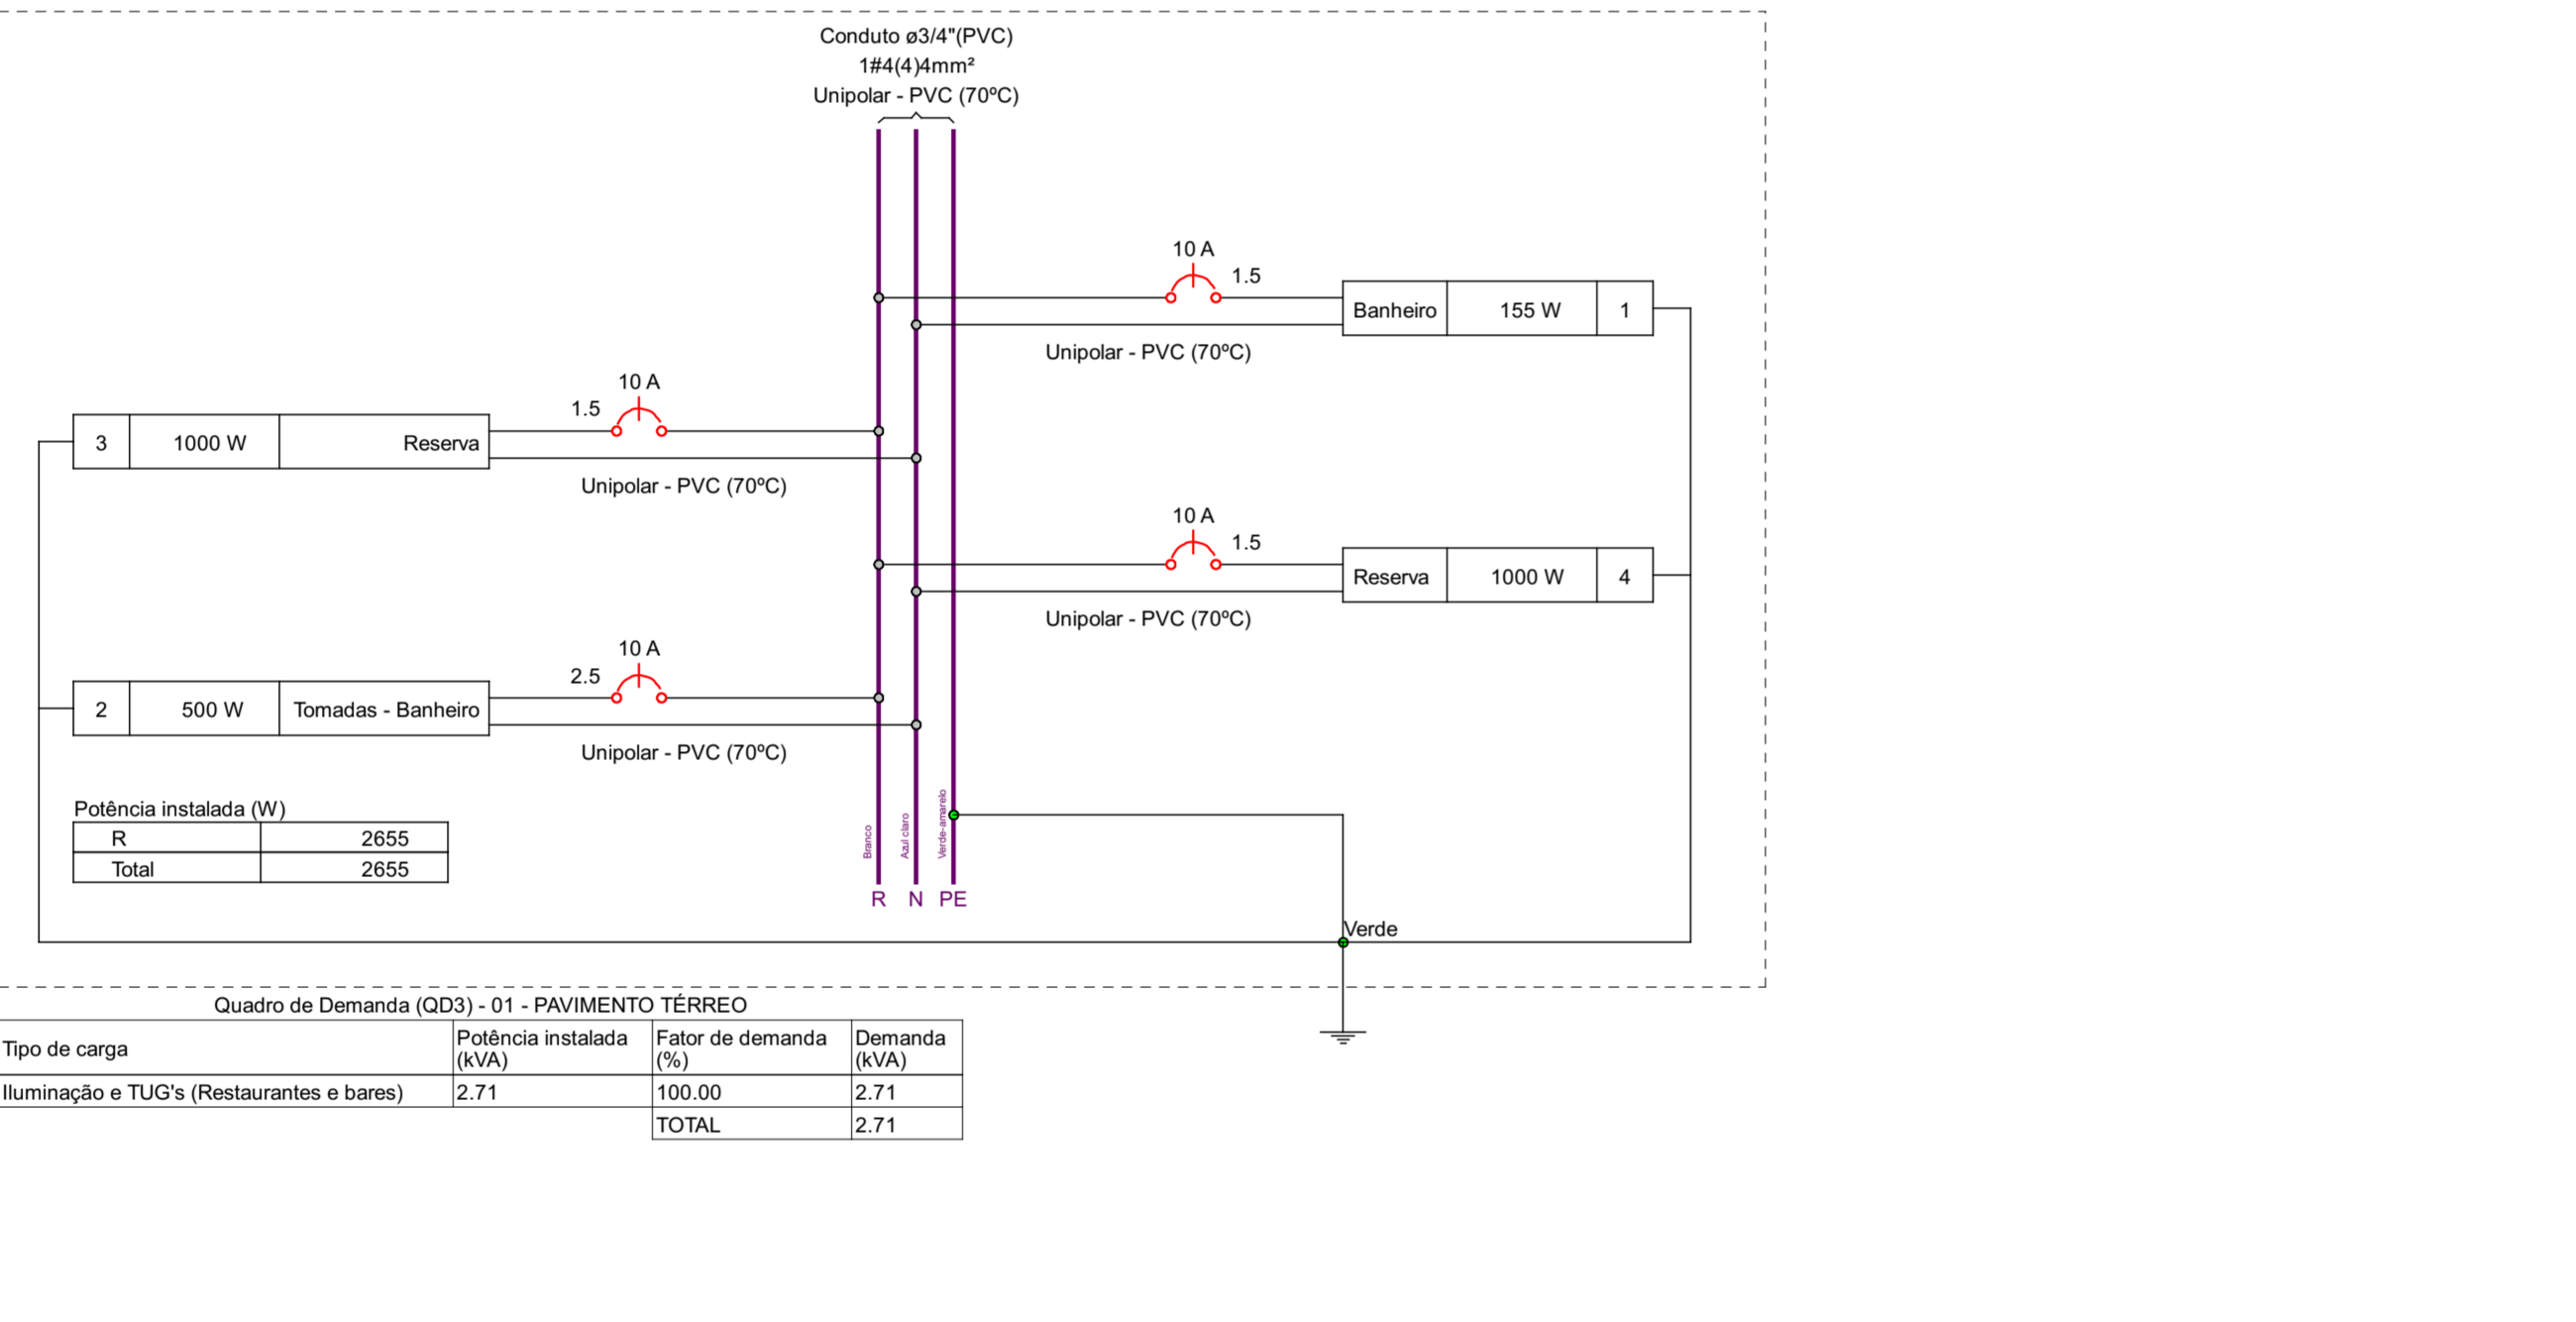 Conduto ø3/4"(PVC)
1#4(4)4mm²
Unipolar - PVC (70ºC)
10 A
1.5
Banheiro 155 W 1
Unipolar - PVC (70ºC)
10 A
1.5
3 1000 W Reserva
Unipolar - PVC (70ºC)
10 A
1.5
Reserva 1000 W 4
Unipolar - PVC (70ºC)
10 A
2.5
2 500 W Tomadas - Banheiro
Unipolar - PVC (70ºC)
Potência instalada (W)
R 2655
Total 2655
Branco
Azul claro
Verde-amarelo
R N PE
Verde
Quadro de Demanda (QD3) - 01 - PAVIMENTO TÉRREO
Tipo de carga Potência instalada (kVA) Fator de demanda (%) Demanda (kVA)
Iluminação e TUG's (Restaurantes e bares) 2.71 100.00 2.71
TOTAL 2.71